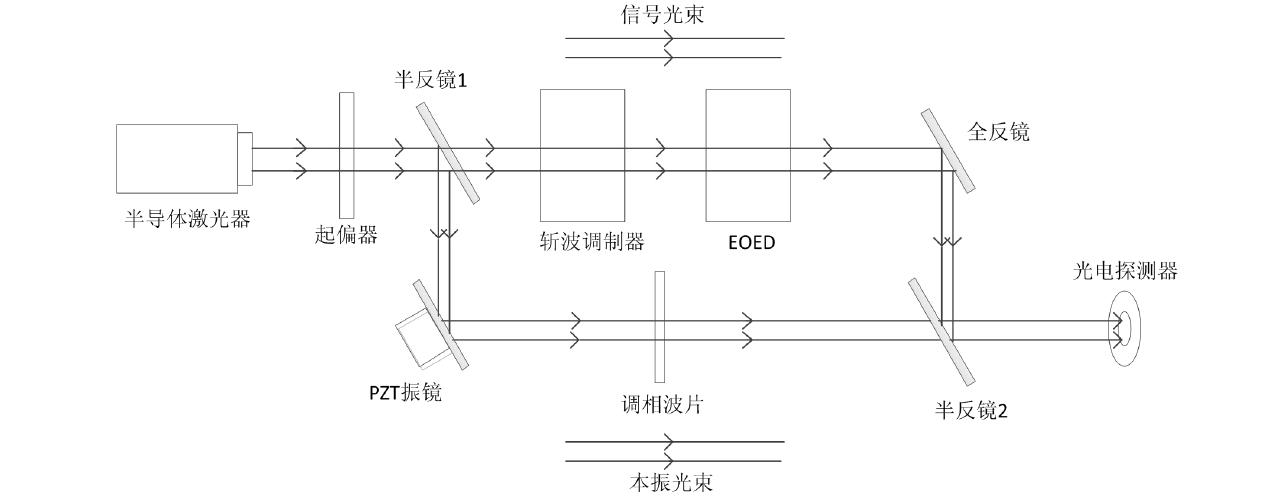 信号光束
半反镜1
全反镜
半导体激光器
起偏器
斩波调制器
EOED
光电探测器
PZT振镜
调相波片
半反镜2
本振光束